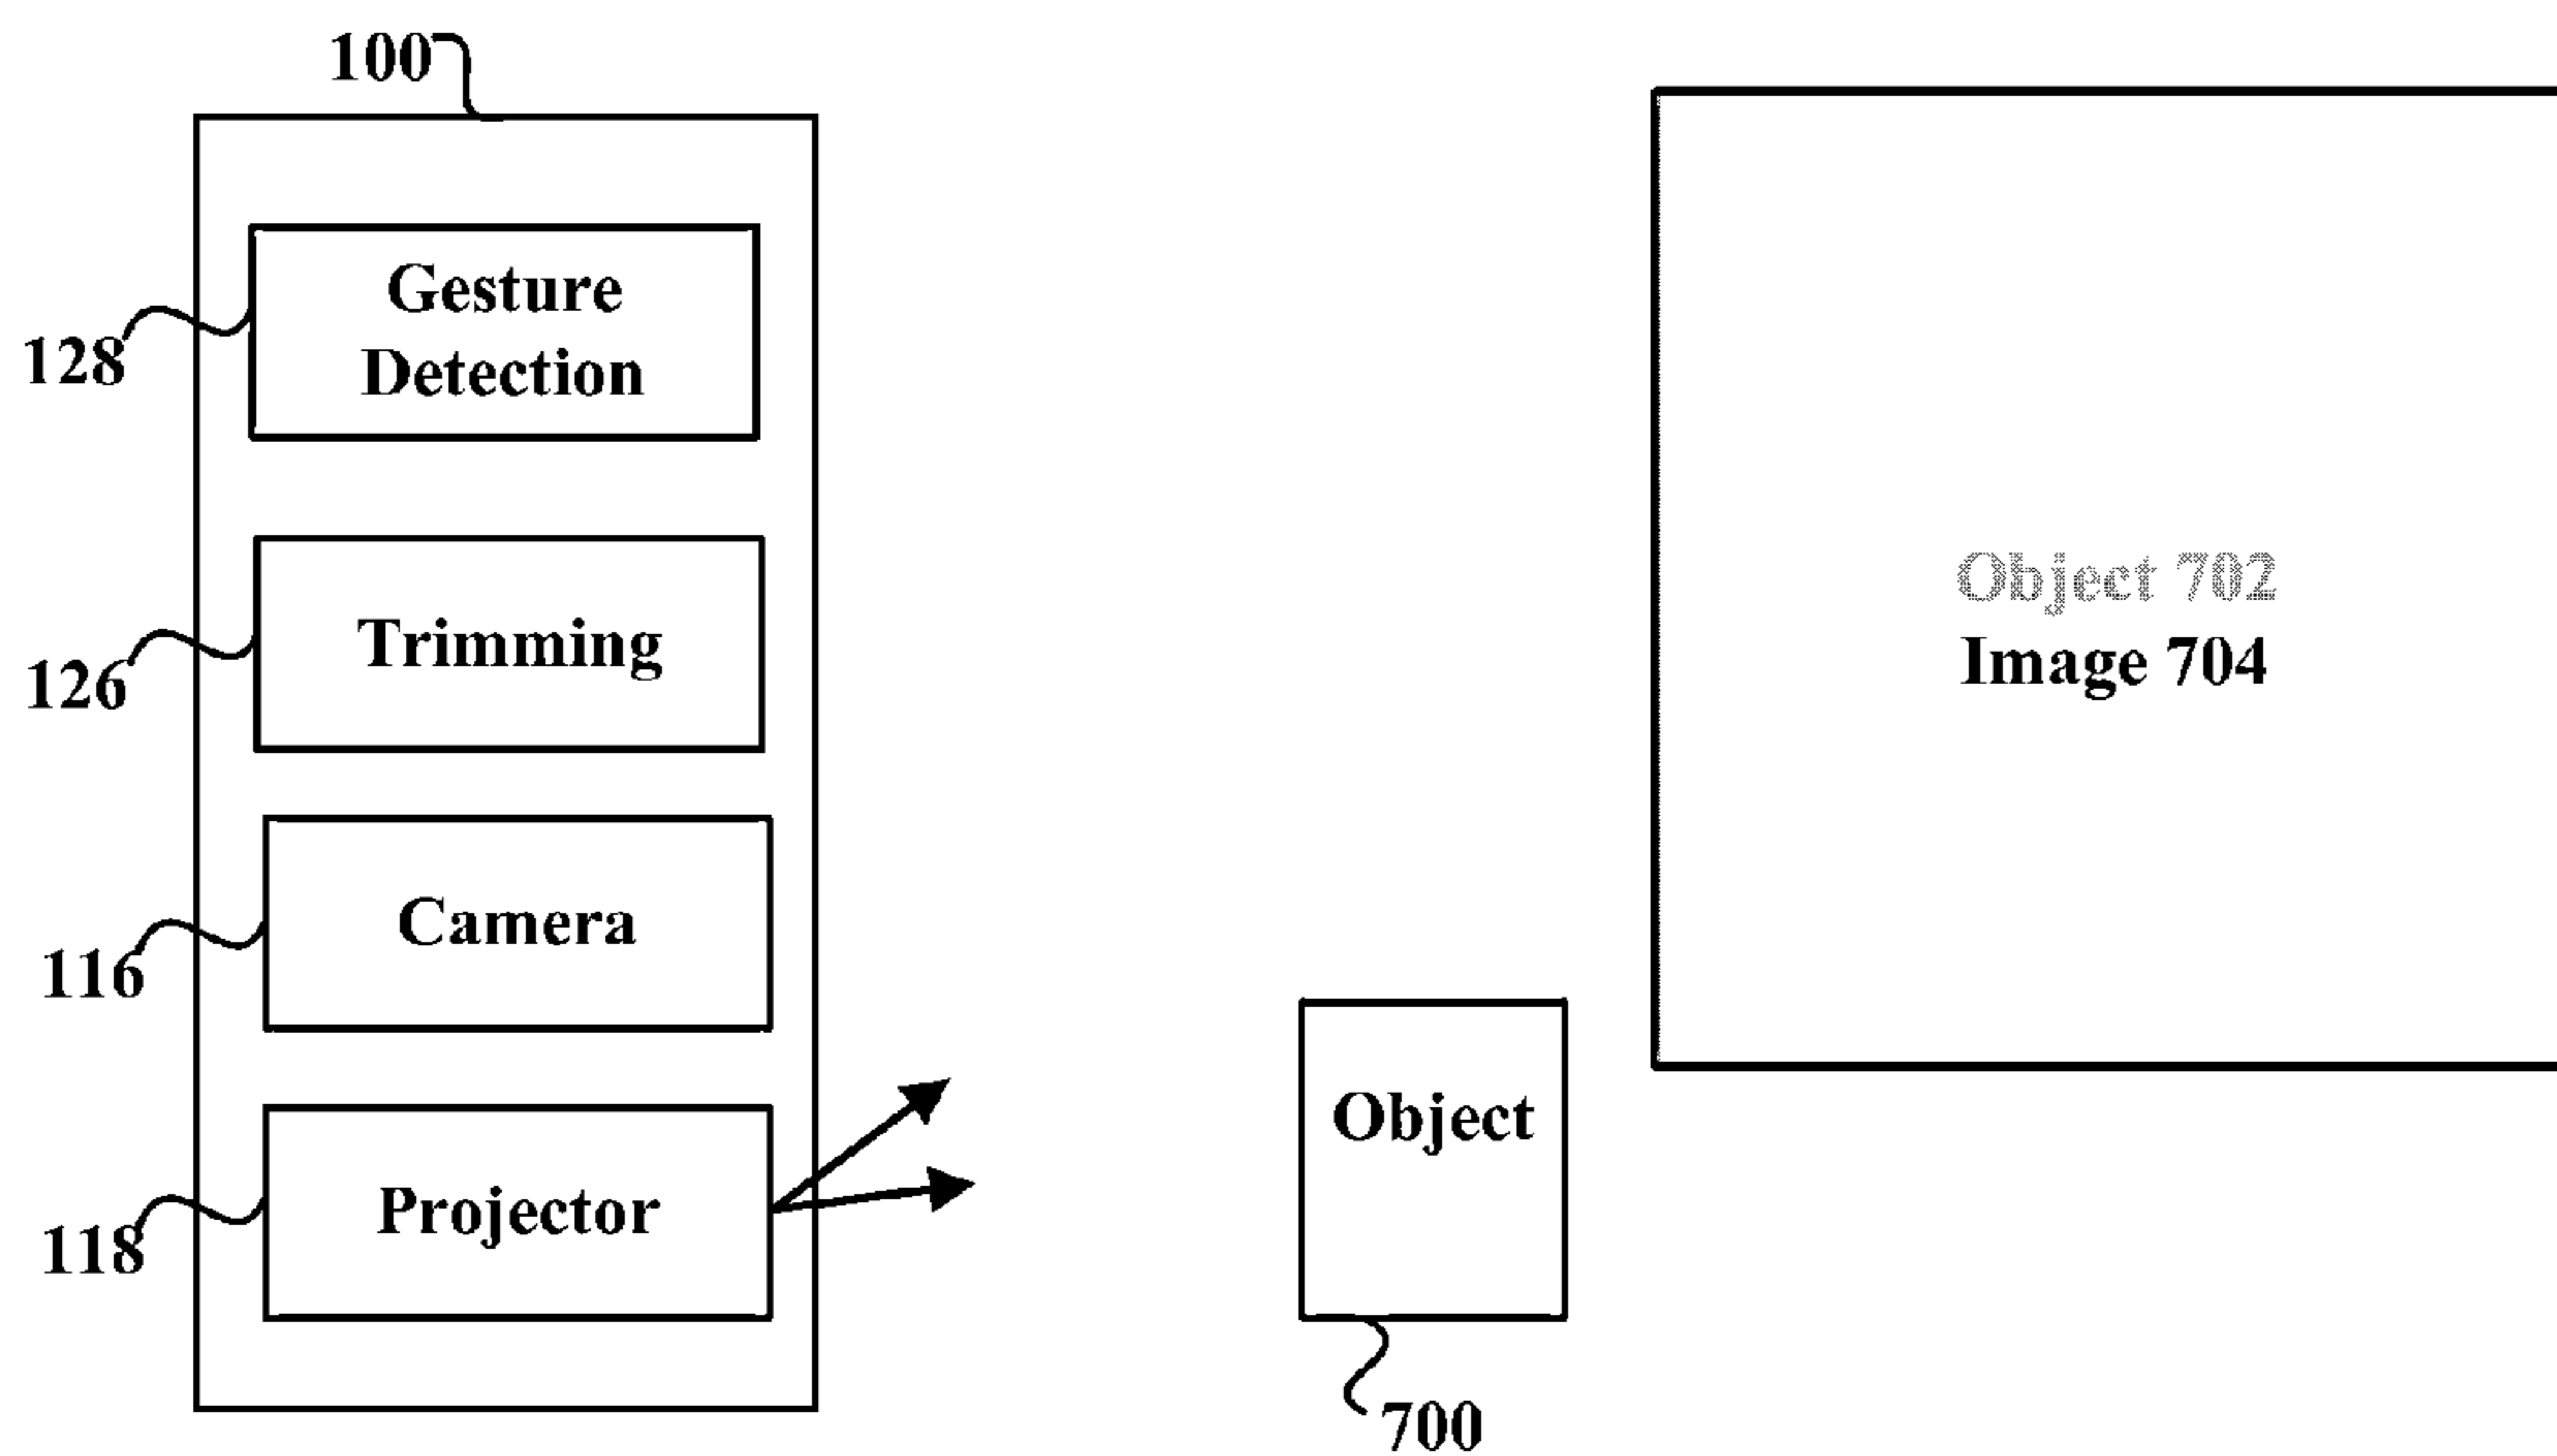 100
Gesture
Detection
128
Trimming
126
Camera
116
Projector
118
Object
700
Object 702
Image 704